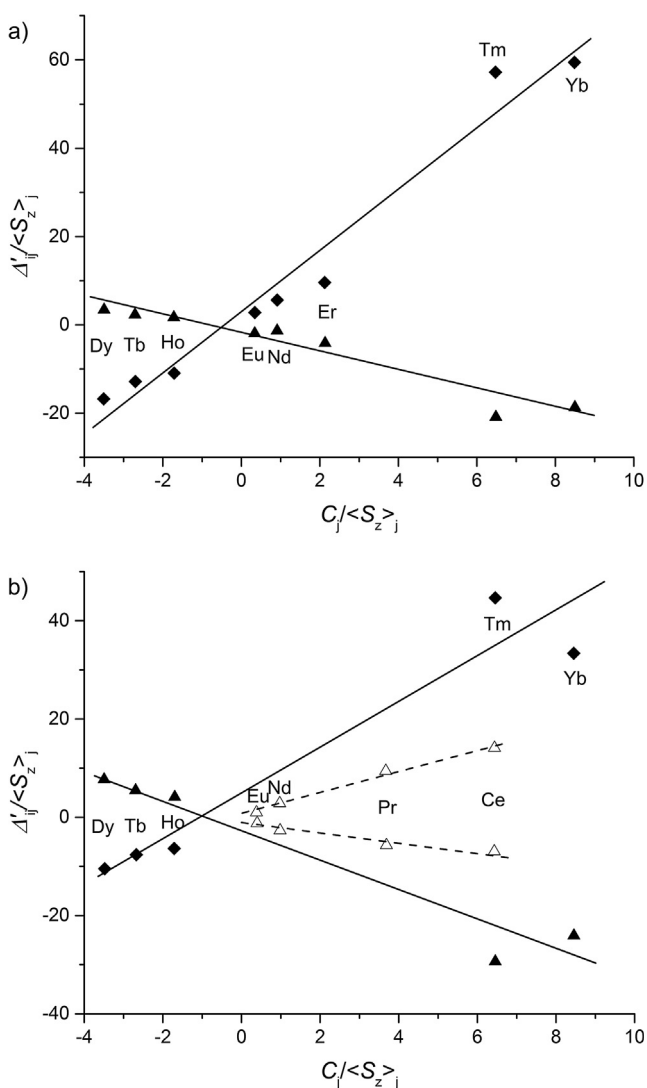 a)
60
40
20
0
-20
Δ'ij/<Sz>j
Tm
Yb
Er
Dy Tb Ho Eu Nd
-4 -2 0 2 4 6 8 10
Cj/<Sz>j
b)
40
20
0
-20
-40
Δ'ij/<Sz>j
Tm
Yb
Eu Nd
Pr Ce
Dy Tb Ho
-4 -2 0 2 4 6 8 10
Cj/<Sz>j